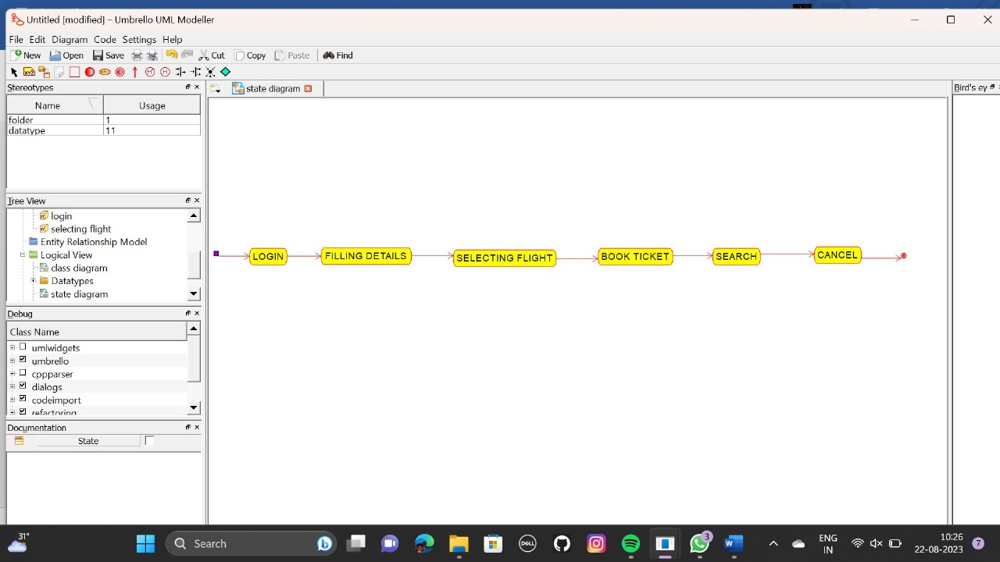 Untitled [modified] – Umbrello UML Modeller
File Edit Diagram Code Settings Help
New Open Save Cut Copy Paste Find
Stereotypes
Name Usage
folder 1
datatype 11
state diagram
Bird's ey
Tree View
login
selecting flight
Entity Relationship Model
Logical View
class diagram
Datatypes
state diagram
LOGIN FILLING DETAILS SELECTING FLIGHT BOOK TICKET SEARCH CANCEL
Debug
Class Name
umlwidgets
umbrello
cppparser
dialogs
codeimport
refactoring
Documentation
State
31°
Search
DELL
3
W
ENG
IN
10:26
22-08-2023
7